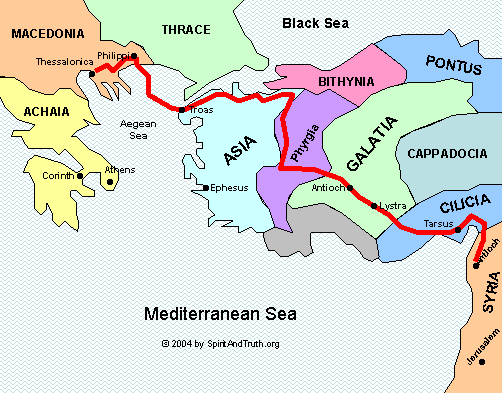 MACEDONIA
THRACE
Black Sea
Philippi
Thessalonica
PONTUS
BITHYNIA
ACHAIA
Troas
Aegean
Sea
ASIA
Phyrgia
GALATIA
CAPPADOCIA
Corinth
Athens
Ephesus
Antioch
Lystra
CILICIA
Tarsus
Antioch
SYRIA
Mediterranean Sea
© 2004 by SpiritAndTruth.org
Jerusalem